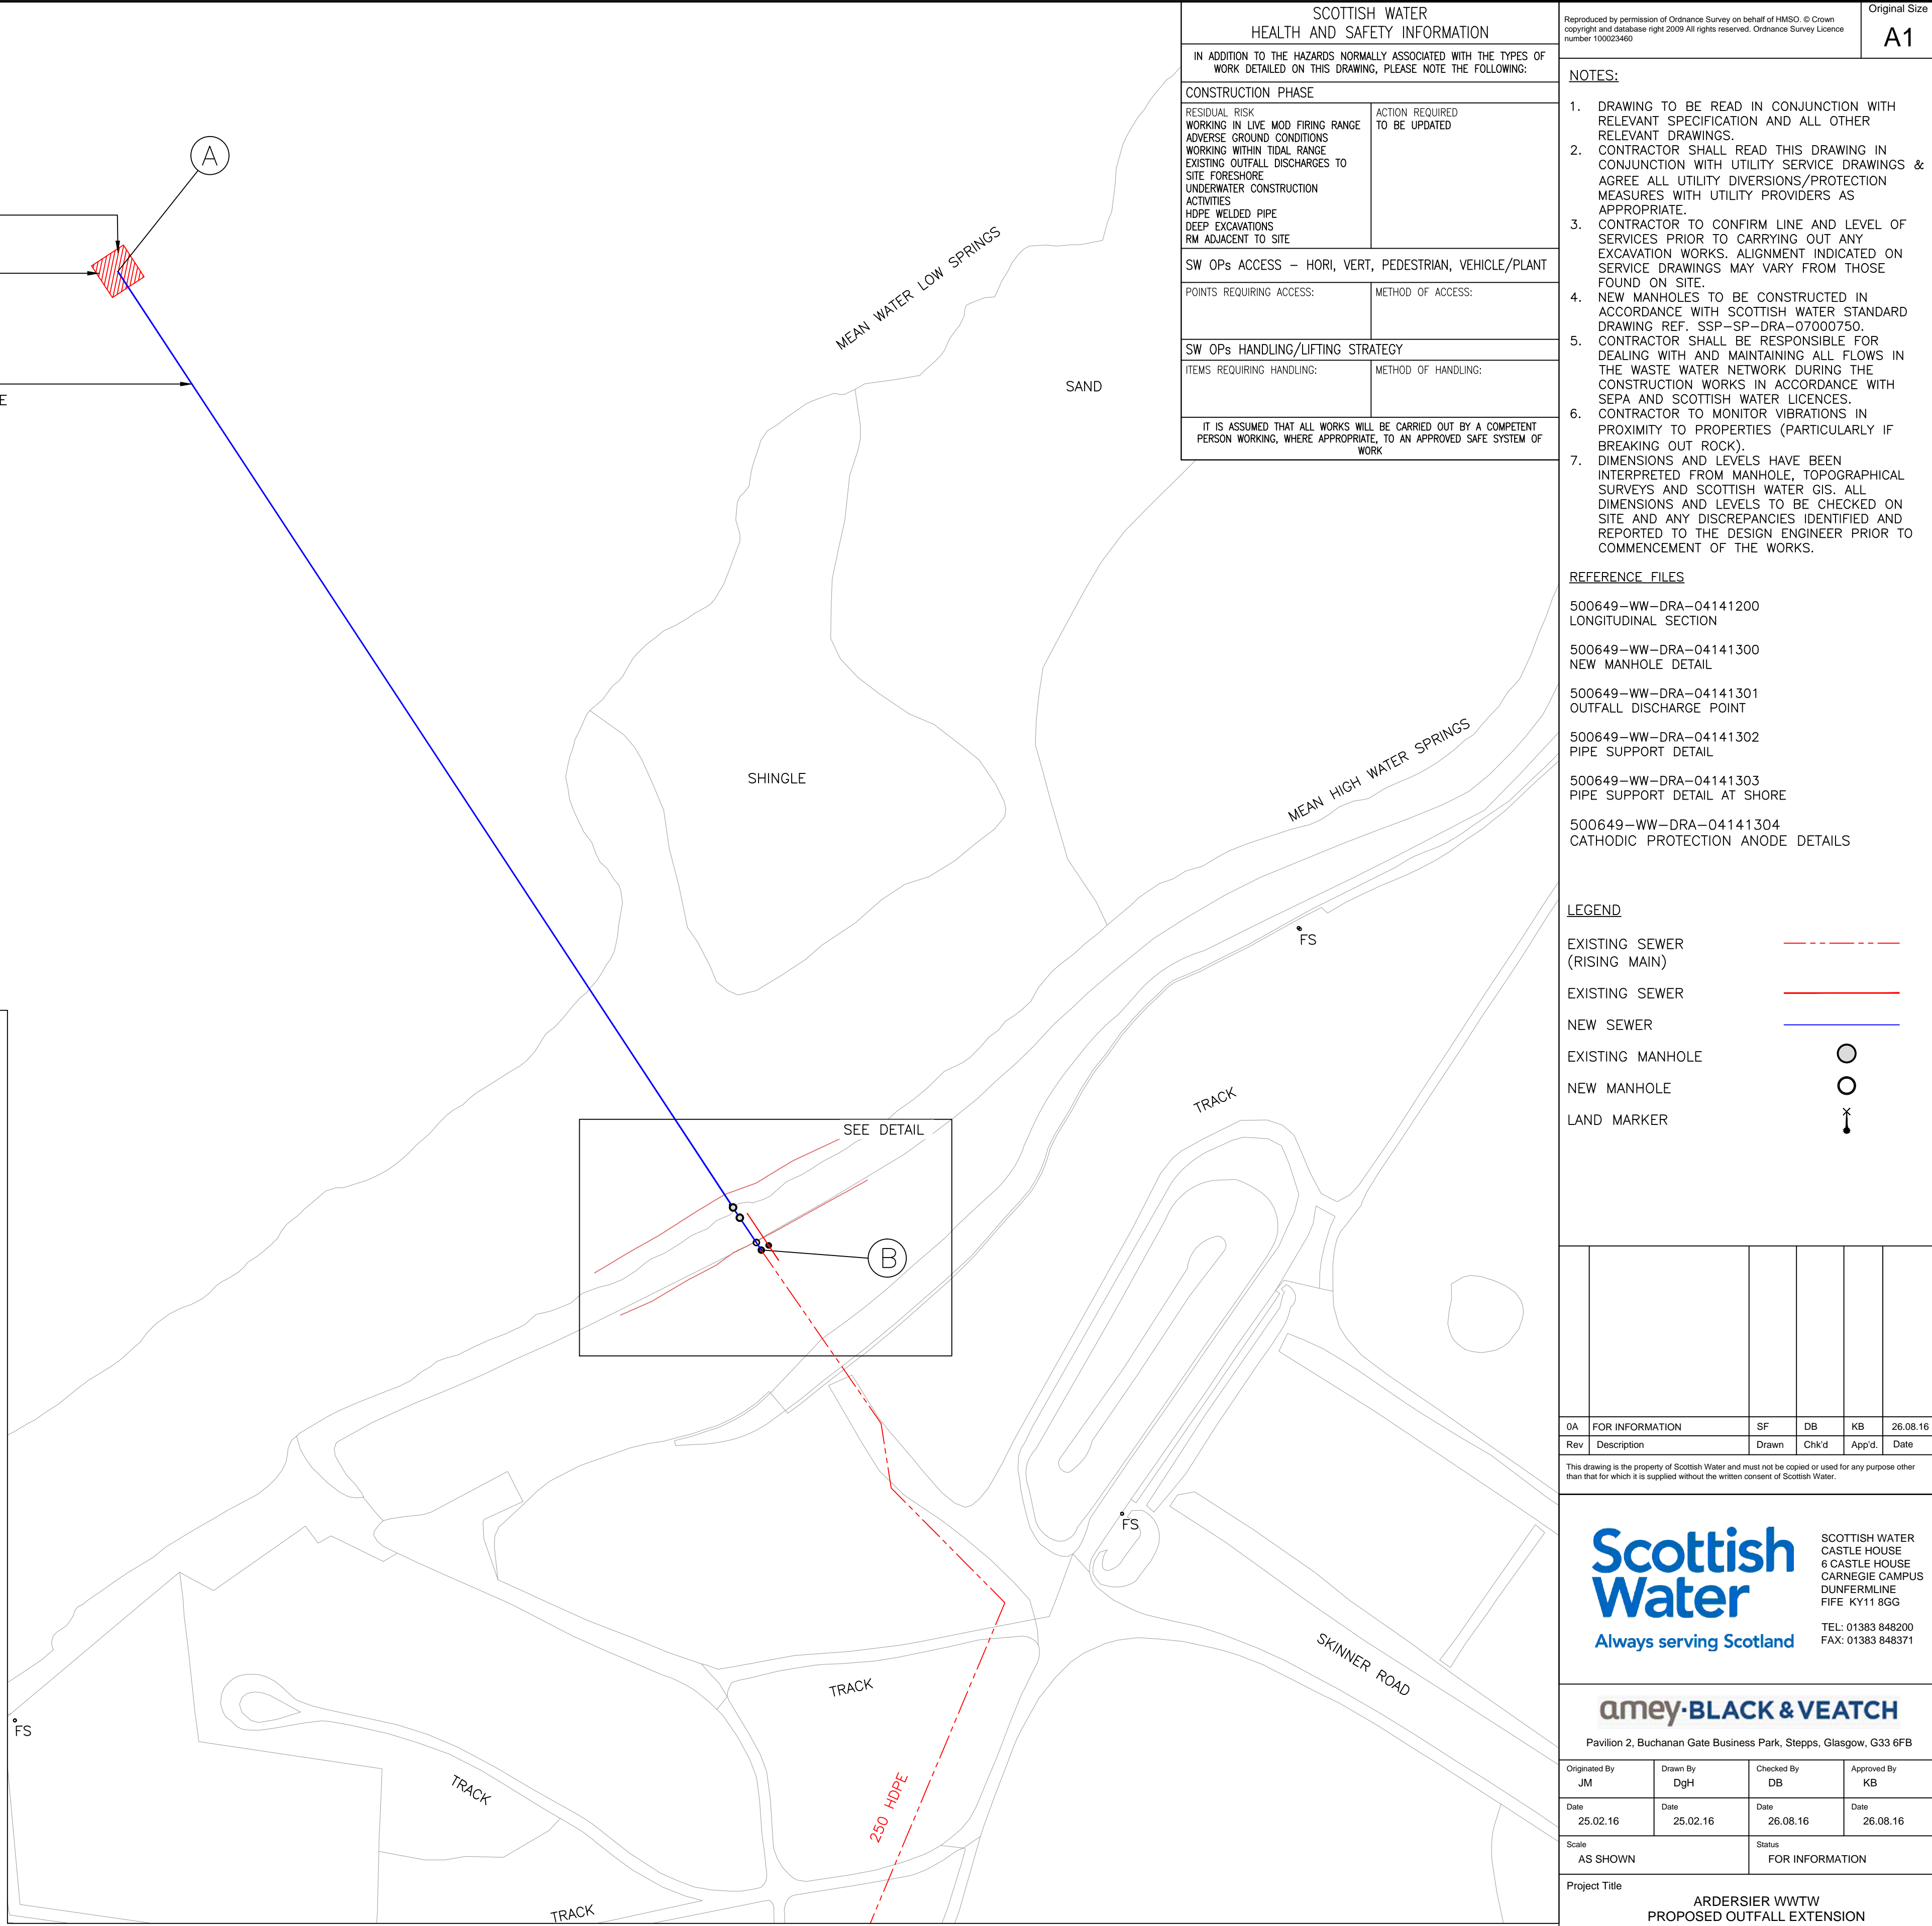 A
E
MEAN WATER LOW SPRINGS
SAND
SHINGLE
MEAN HIGH WATER SPRINGS
FS
TRACK
SEE DETAIL
B
FS
SKINNER ROAD
TRACK
FS
TRACK
250 HDPE
TRACK
SCOTTISH WATER
HEALTH AND SAFETY INFORMATION
IN ADDITION TO THE HAZARDS NORMALLY ASSOCIATED WITH THE TYPES OF
WORK DETAILED ON THIS DRAWING, PLEASE NOTE THE FOLLOWING:
CONSTRUCTION PHASE
RESIDUAL RISK
WORKING IN LIVE MOD FIRING RANGE
ADVERSE GROUND CONDITIONS
WORKING WITHIN TIDAL RANGE
EXISTING OUTFALL DISCHARGES TO
SITE FORESHORE
UNDERWATER CONSTRUCTION
ACTIVITIES
HDPE WELDED PIPE
DEEP EXCAVATIONS
RM ADJACENT TO SITE
ACTION REQUIRED
TO BE UPDATED
SW OPs ACCESS – HORI, VERT, PEDESTRIAN, VEHICLE/PLANT
POINTS REQUIRING ACCESS:
METHOD OF ACCESS:
SW OPs HANDLING/LIFTING STRATEGY
ITEMS REQUIRING HANDLING:
METHOD OF HANDLING:
IT IS ASSUMED THAT ALL WORKS WILL BE CARRIED OUT BY A COMPETENT
PERSON WORKING, WHERE APPROPRIATE, TO AN APPROVED SAFE SYSTEM OF
WORK
Reproduced by permission of Ordnance Survey on behalf of HMSO. © Crown
copyright and database right 2009 All rights reserved. Ordnance Survey Licence
number 100023460
Original Size
A1
NOTES:
1. DRAWING TO BE READ IN CONJUNCTION WITH
RELEVANT SPECIFICATION AND ALL OTHER
RELEVANT DRAWINGS.
2. CONTRACTOR SHALL READ THIS DRAWING IN
CONJUNCTION WITH UTILITY SERVICE DRAWINGS &
AGREE ALL UTILITY DIVERSIONS/PROTECTION
MEASURES WITH UTILITY PROVIDERS AS
APPROPRIATE.
3. CONTRACTOR TO CONFIRM LINE AND LEVEL OF
SERVICES PRIOR TO CARRYING OUT ANY
EXCAVATION WORKS. ALIGNMENT INDICATED ON
SERVICE DRAWINGS MAY VARY FROM THOSE
FOUND ON SITE.
4. NEW MANHOLES TO BE CONSTRUCTED IN
ACCORDANCE WITH SCOTTISH WATER STANDARD
DRAWING REF. SSP–SP–DRA–07000750.
5. CONTRACTOR SHALL BE RESPONSIBLE FOR
DEALING WITH AND MAINTAINING ALL FLOWS IN
THE WASTE WATER NETWORK DURING THE
CONSTRUCTION WORKS IN ACCORDANCE WITH
SEPA AND SCOTTISH WATER LICENCES.
6. CONTRACTOR TO MONITOR VIBRATIONS IN
PROXIMITY TO PROPERTIES (PARTICULARLY IF
BREAKING OUT ROCK).
7. DIMENSIONS AND LEVELS HAVE BEEN
INTERPRETED FROM MANHOLE, TOPOGRAPHICAL
SURVEYS AND SCOTTISH WATER GIS. ALL
DIMENSIONS AND LEVELS TO BE CHECKED ON
SITE AND ANY DISCREPANCIES IDENTIFIED AND
REPORTED TO THE DESIGN ENGINEER PRIOR TO
COMMENCEMENT OF THE WORKS.
REFERENCE FILES
500649–WW–DRA–04141200
LONGITUDINAL SECTION
500649–WW–DRA–04141300
NEW MANHOLE DETAIL
500649–WW–DRA–04141301
OUTFALL DISCHARGE POINT
500649–WW–DRA–04141302
PIPE SUPPORT DETAIL
500649–WW–DRA–04141303
PIPE SUPPORT DETAIL AT SHORE
500649–WW–DRA–04141304
CATHODIC PROTECTION ANODE DETAILS
LEGEND
EXISTING SEWER
(RISING MAIN)
EXISTING SEWER
NEW SEWER
EXISTING MANHOLE
NEW MANHOLE
LAND MARKER
0A FOR INFORMATION SF DB KB 26.08.16
Rev Description Drawn Chk'd App'd. Date
This drawing is the property of Scottish Water and must not be copied or used for any purpose other
than that for which it is supplied without the written consent of Scottish Water.
Scottish
Water
Always serving Scotland
SCOTTISH WATER
CASTLE HOUSE
6 CASTLE HOUSE
CARNEGIE CAMPUS
DUNFERMLINE
FIFE KY11 8GG
TEL: 01383 848200
FAX: 01383 848371
amey·BLACK & VEATCH
Pavilion 2, Buchanan Gate Business Park, Stepps, Glasgow, G33 6FB
Originated By Drawn By Checked By Approved By
JM DgH DB KB
Date Date Date Date
25.02.16 25.02.16 26.08.16 26.08.16
Scale Status
AS SHOWN FOR INFORMATION
Project Title
ARDERSIER WWTW
PROPOSED OUTFALL EXTENSION